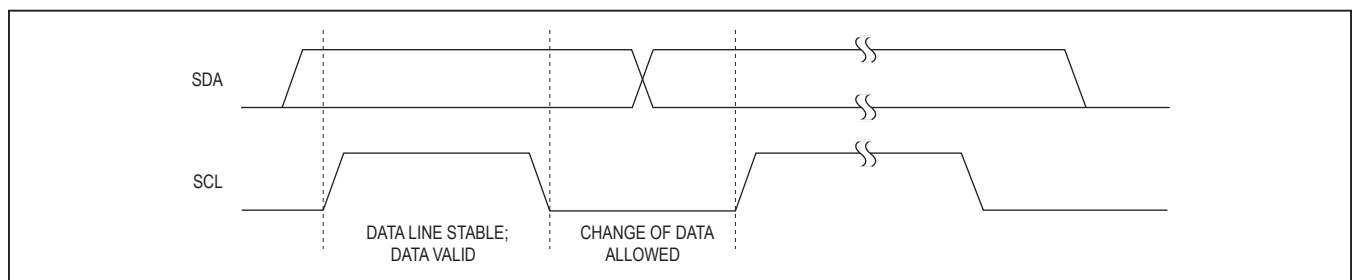 SDA
SCL
DATA LINE STABLE;
DATA VALID
CHANGE OF DATA
ALLOWED